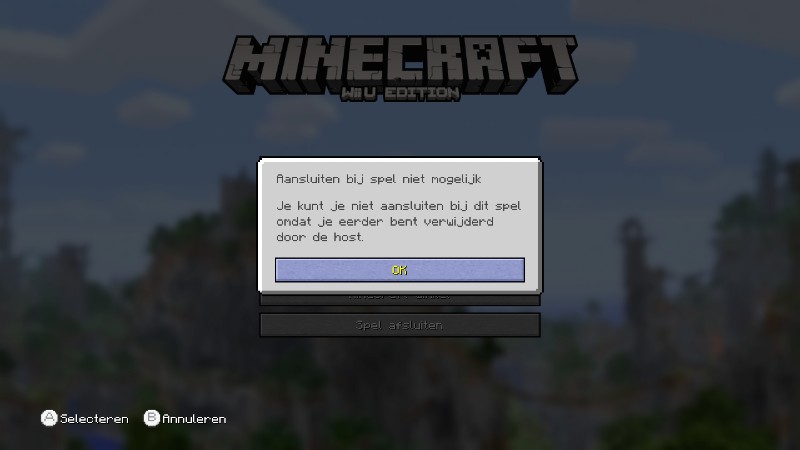 MINECRAFT
Wii U EDITION
Aansluiten bij spel niet mogelijk
Je kunt je niet aansluiten bij dit spel
omdat je eerder bent verwijderd
door de host.
OK
Spel afsluiten
A Selecteren B Annuleren